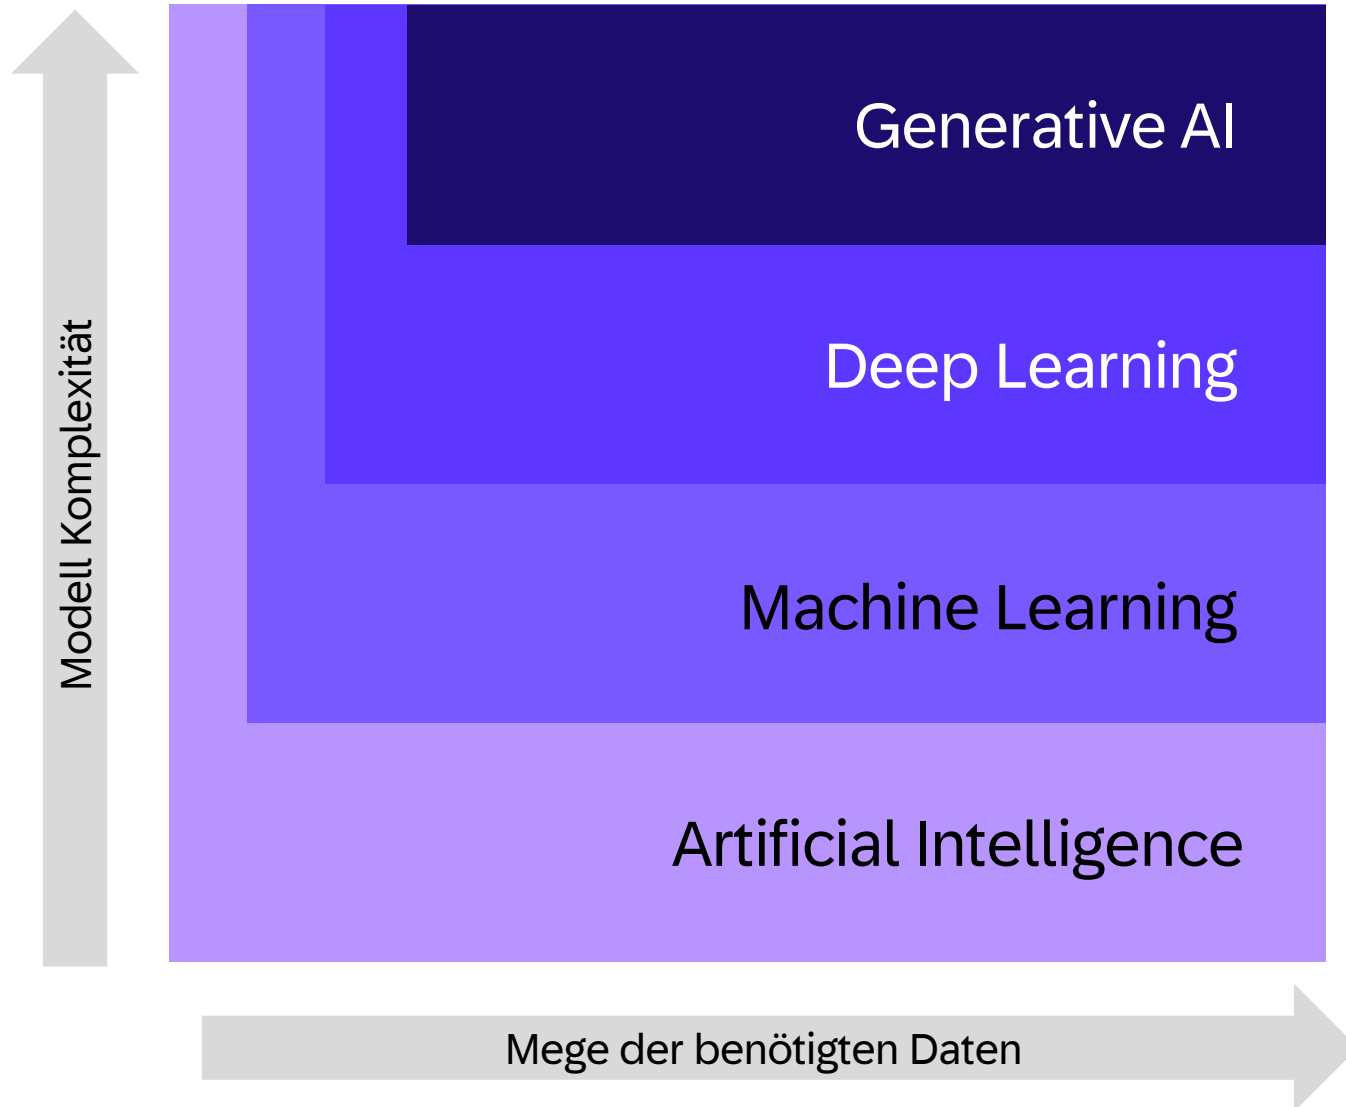 Generative AI
Deep Learning
Modell Komplexität
Machine Learning
Artificial Intelligence
Mege der benötigten Daten